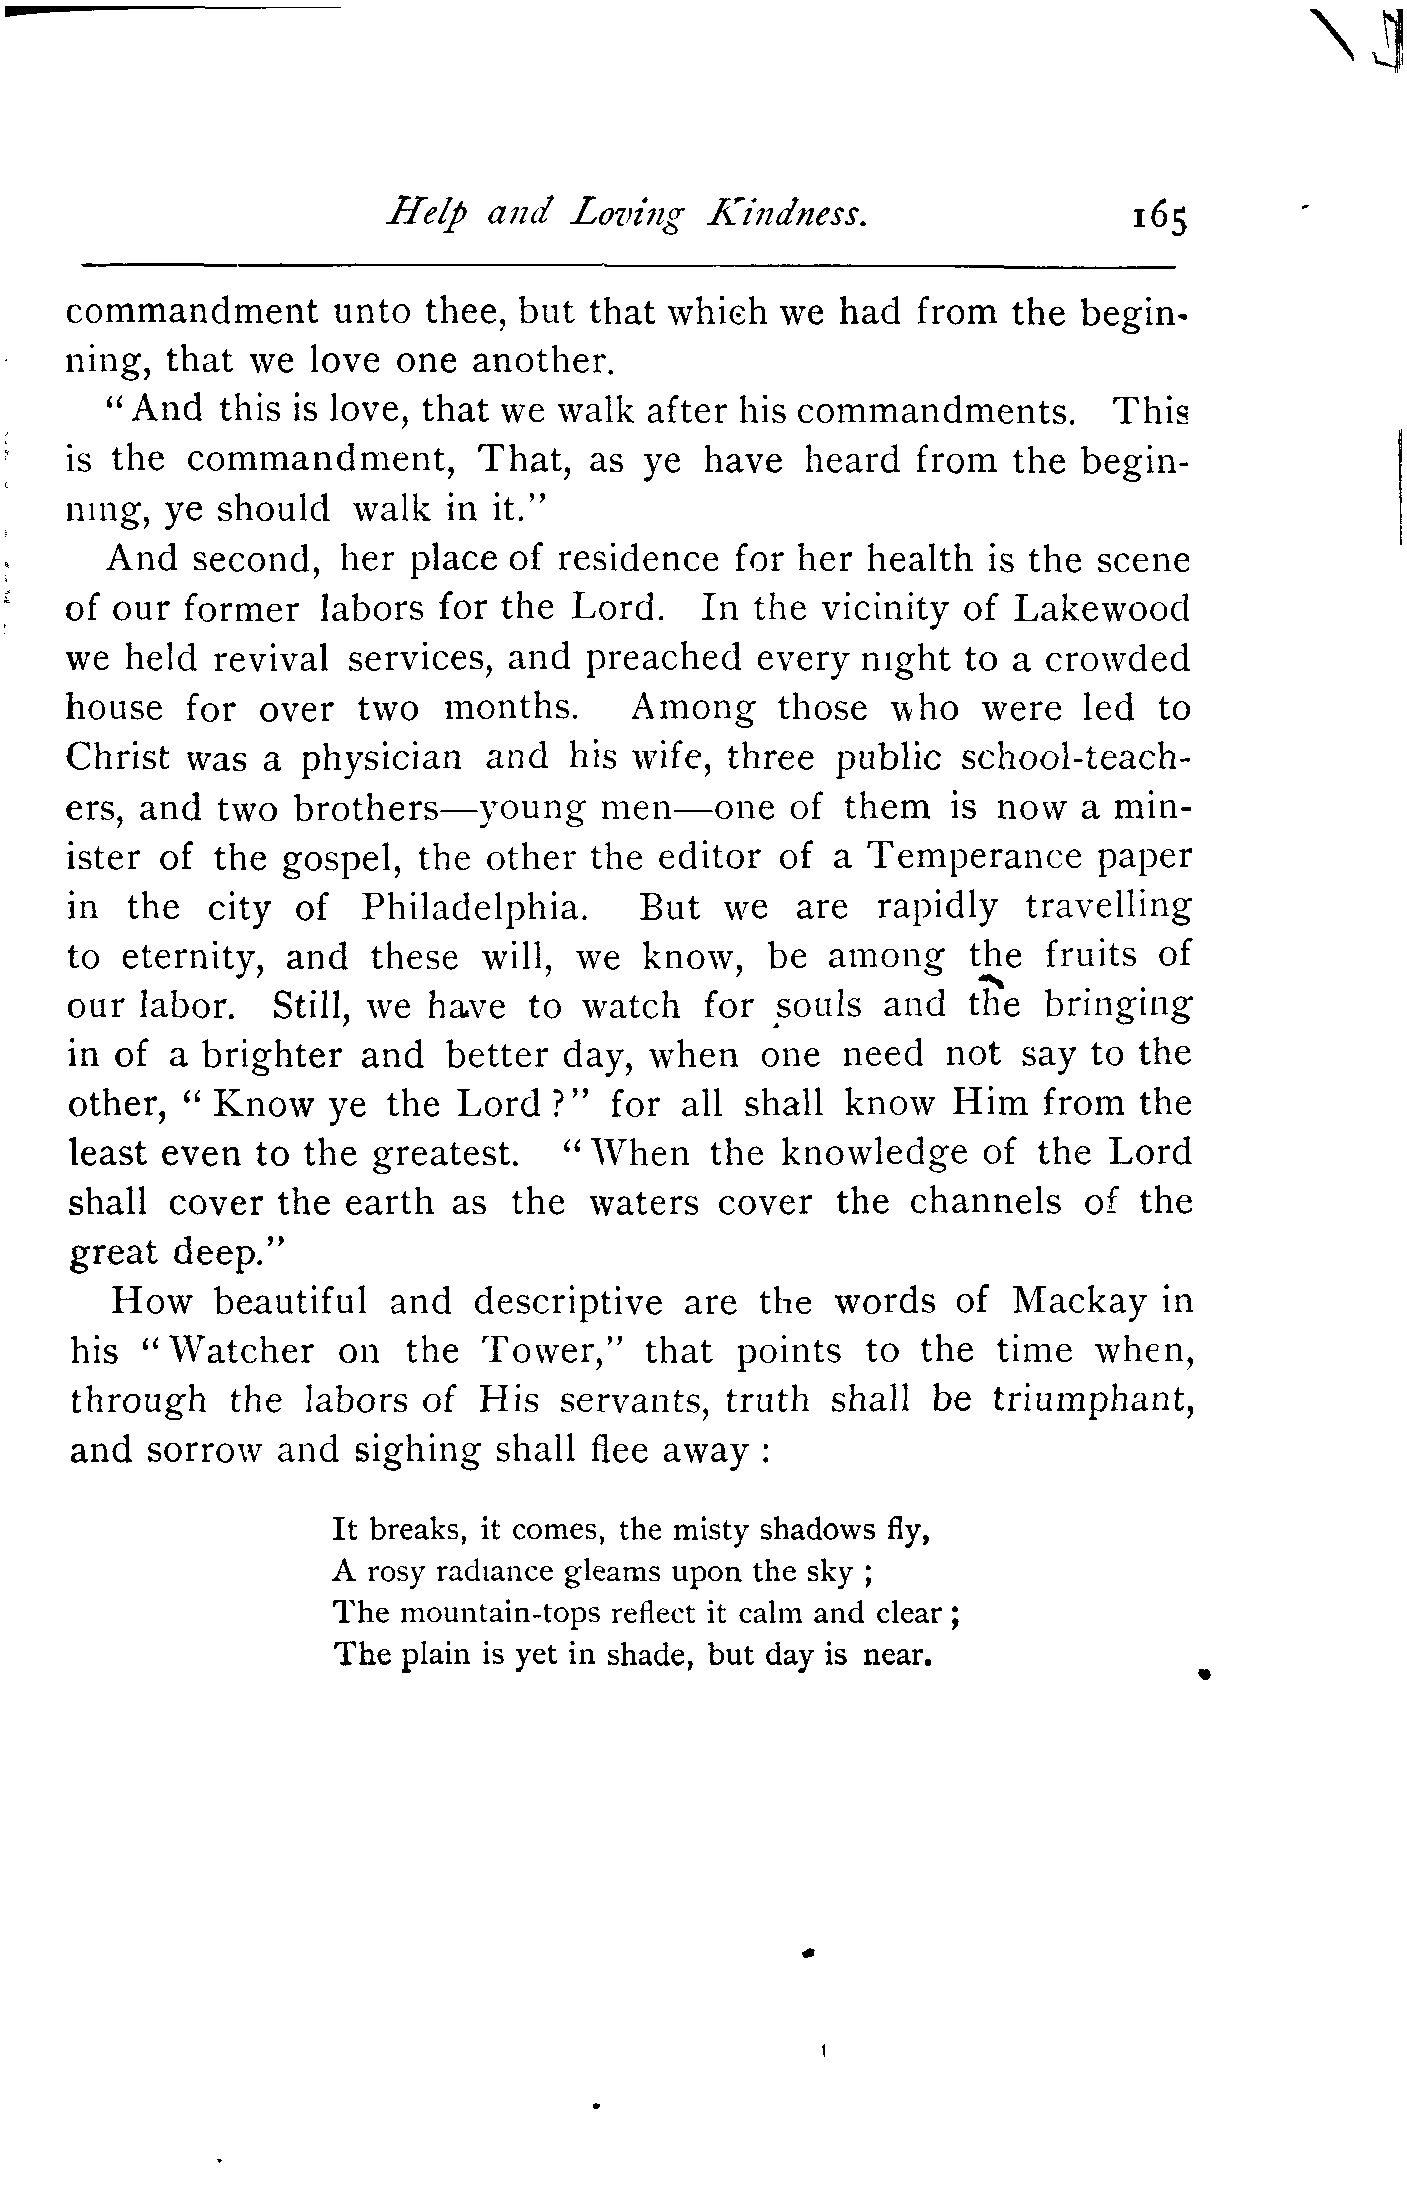 Help and Loving Kindness. 165
commandment unto thee, but that which we had from the begin-
ning, that we love one another.
"And this is love, that we walk after his commandments. This
is the commandment, That, as ye have heard from the begin-
ning, ye should walk in it."
And second, her place of residence for her health is the scene
of our former labors for the Lord. In the vicinity of Lakewood
we held revival services, and preached every night to a crowded
house for over two months. Among those who were led to
Christ was a physician and his wife, three public school-teach-
ers, and two brothers—young men—one of them is now a min-
ister of the gospel, the other the editor of a Temperance paper
in the city of Philadelphia. But we are rapidly travelling
to eternity, and these will, we know, be among the fruits of
our labor. Still, we have to watch for souls and the bringing
in of a brighter and better day, when one need not say to the
other, "Know ye the Lord?" for all shall know Him from the
least even to the greatest. "When the knowledge of the Lord
shall cover the earth as the waters cover the channels of the
great deep."
How beautiful and descriptive are the words of Mackay in
his "Watcher on the Tower," that points to the time when,
through the labors of His servants, truth shall be triumphant,
and sorrow and sighing shall flee away:
It breaks, it comes, the misty shadows fly,
A rosy radiance gleams upon the sky;
The mountain-tops reflect it calm and clear;
The plain is yet in shade, but day is near.